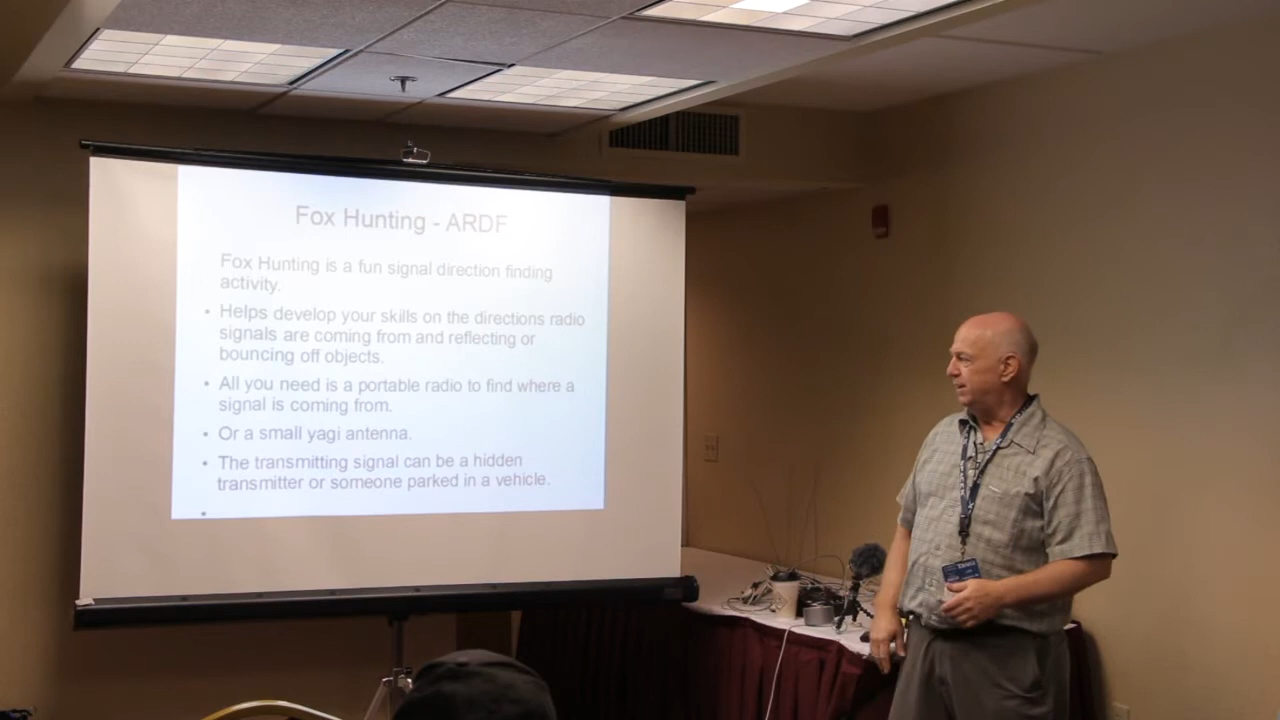 Fox Hunting - ARDF
Fox Hunting is a fun signal direction finding
activity.
• Helps develop your skills on the directions radio
signals are coming from and reflecting or
bouncing off objects.
• All you need is a portable radio to find where a
signal is coming from.
• Or a small yagi antenna.
• The transmitting signal can be a hidden
transmitter or someone parked in a vehicle.
•